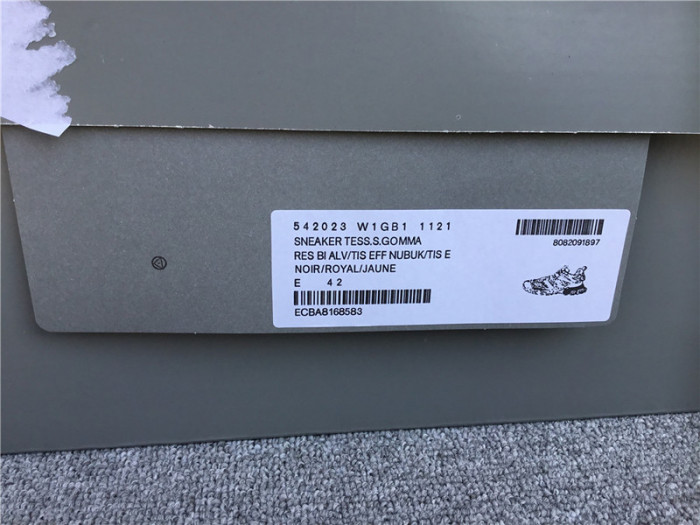 542023 W1GB1 1121
SNEAKER TESS.S.GOMMA
RES BI ALV/TIS EFF NUBUK/TIS E
NOIR/ROYAL/JAUNE
E 42
ECBA8168583
8082091897